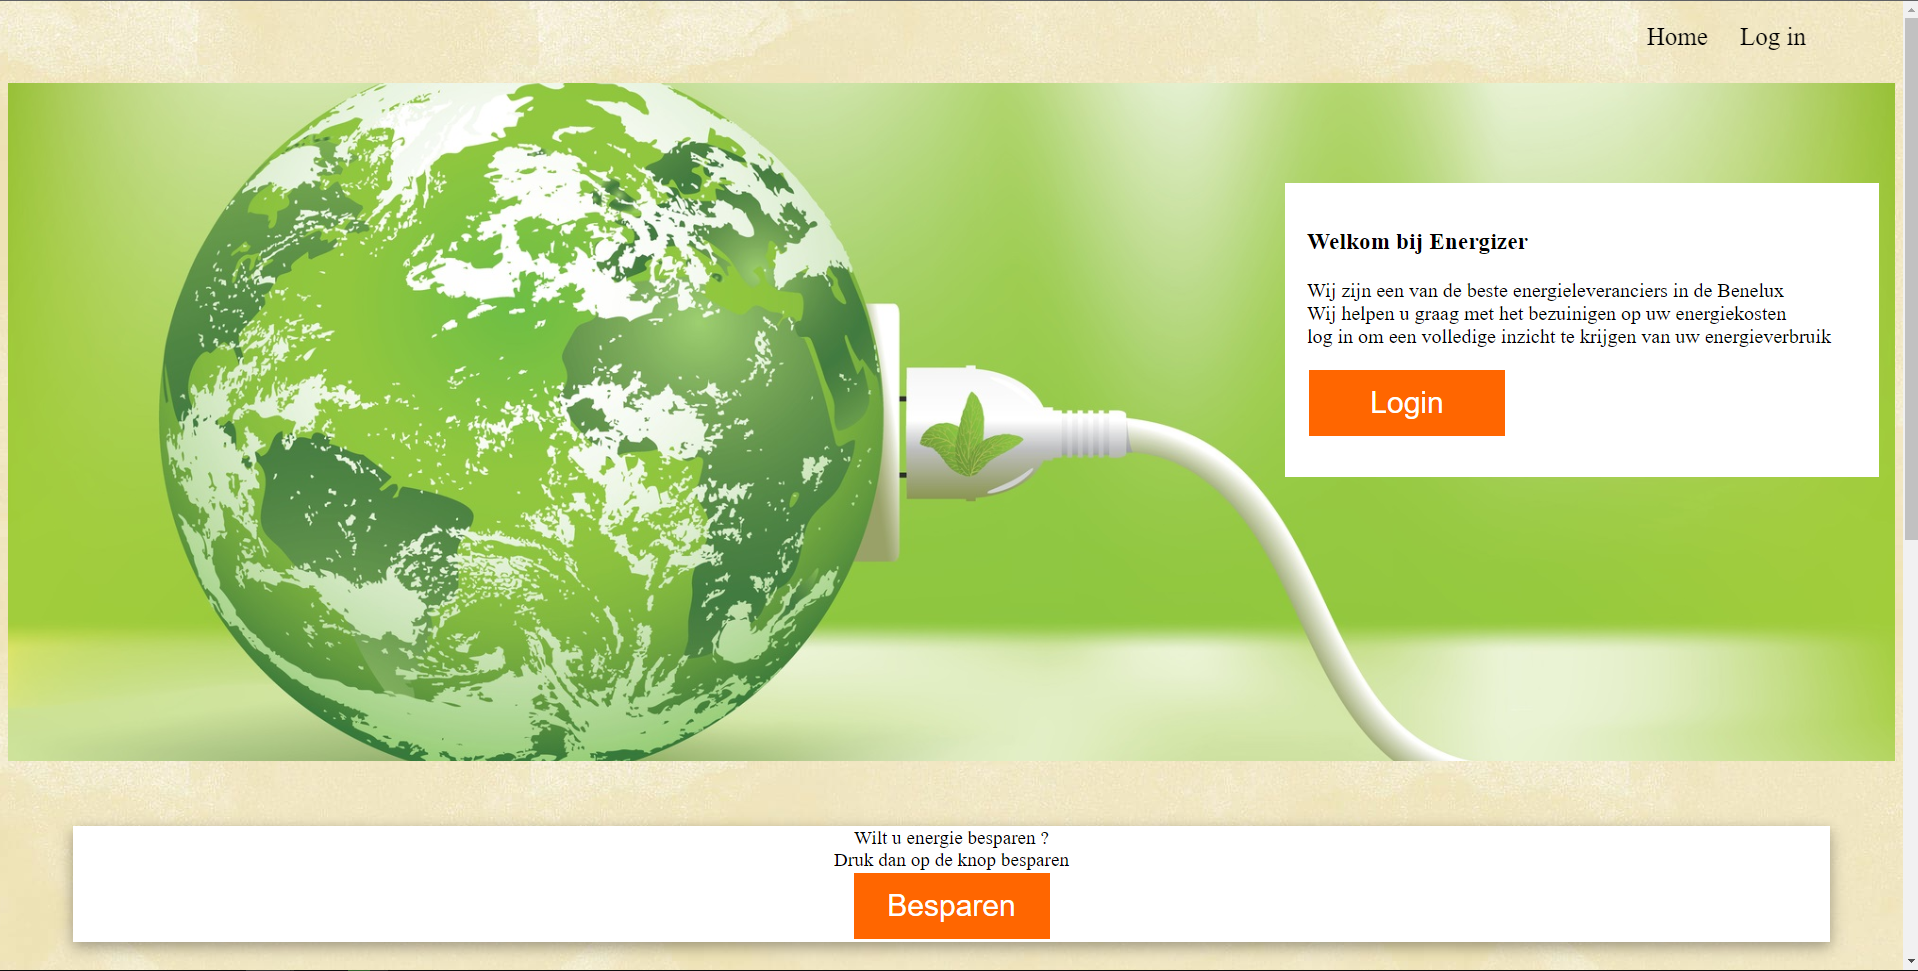 Home Log in
Welkom bij Energizer
Wij zijn een van de beste energieleveranciers in de Benelux
Wij helpen u graag met het bezuinigen op uw energiekosten
log in om een volledige inzicht te krijgen van uw energieverbruik
Login
Wilt u energie besparen ?
Druk dan op de knop besparen
Besparen